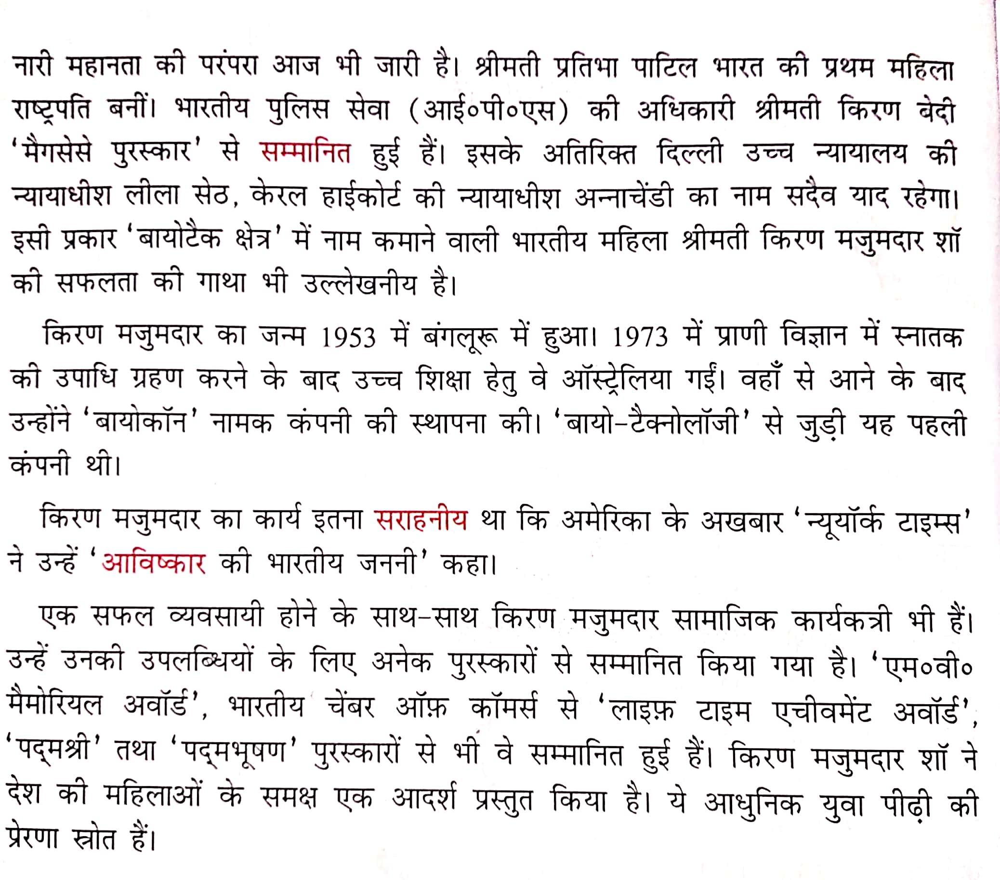 नारी महानता की परंपरा आज भी जारी है। श्रीमती प्रतिभा पाटिल भारत की प्रथम महिला
राष्ट्रपति बनीं। भारतीय पुलिस सेवा (आई०पी०एस) की अधिकारी श्रीमती किरण बेदी
‘मैगसेसे पुरस्कार’ से सम्मानित हुई हैं। इसके अतिरिक्त दिल्ली उच्च न्यायालय की
न्यायाधीश लीला सेठ, केरल हाईकोर्ट की न्यायाधीश अन्नाचेंडी का नाम सदैव याद रहेगा।
इसी प्रकार ‘बायोटैक क्षेत्र’ में नाम कमाने वाली भारतीय महिला श्रीमती किरण मजुमदार शॉ
की सफलता की गाथा भी उल्लेखनीय है।
किरण मजुमदार का जन्म 1953 में बंगलूरू में हुआ। 1973 में प्राणी विज्ञान में स्नातक
की उपाधि ग्रहण करने के बाद उच्च शिक्षा हेतु वे ऑस्ट्रेलिया गईं। वहाँ से आने के बाद
उन्होंने ‘बायोकॉन’ नामक कंपनी की स्थापना की। ‘बायो-टैक्नोलॉजी’ से जुड़ी यह पहली
कंपनी थी।
किरण मजुमदार का कार्य इतना सराहनीय था कि अमेरिका के अखबार ‘न्यूयॉर्क टाइम्स’
ने उन्हें ‘आविष्कार की भारतीय जननी’ कहा।
एक सफल व्यवसायी होने के साथ-साथ किरण मजुमदार सामाजिक कार्यकत्री भी हैं।
उन्हें उनकी उपलब्धियों के लिए अनेक पुरस्कारों से सम्मानित किया गया है। ‘एम०वी०
मैमोरियल अवॉर्ड’, भारतीय चेंबर ऑफ़ कॉमर्स से ‘लाइफ़ टाइम एचीवमेंट अवॉर्ड’,
‘पद्‌मश्री’ तथा ‘पद्‌मभूषण’ पुरस्कारों से भी वे सम्मानित हुई हैं। किरण मजुमदार शॉ ने
देश की महिलाओं के समक्ष एक आदर्श प्रस्तुत किया है। ये आधुनिक युवा पीढ़ी की
प्रेरणा स्रोत हैं।